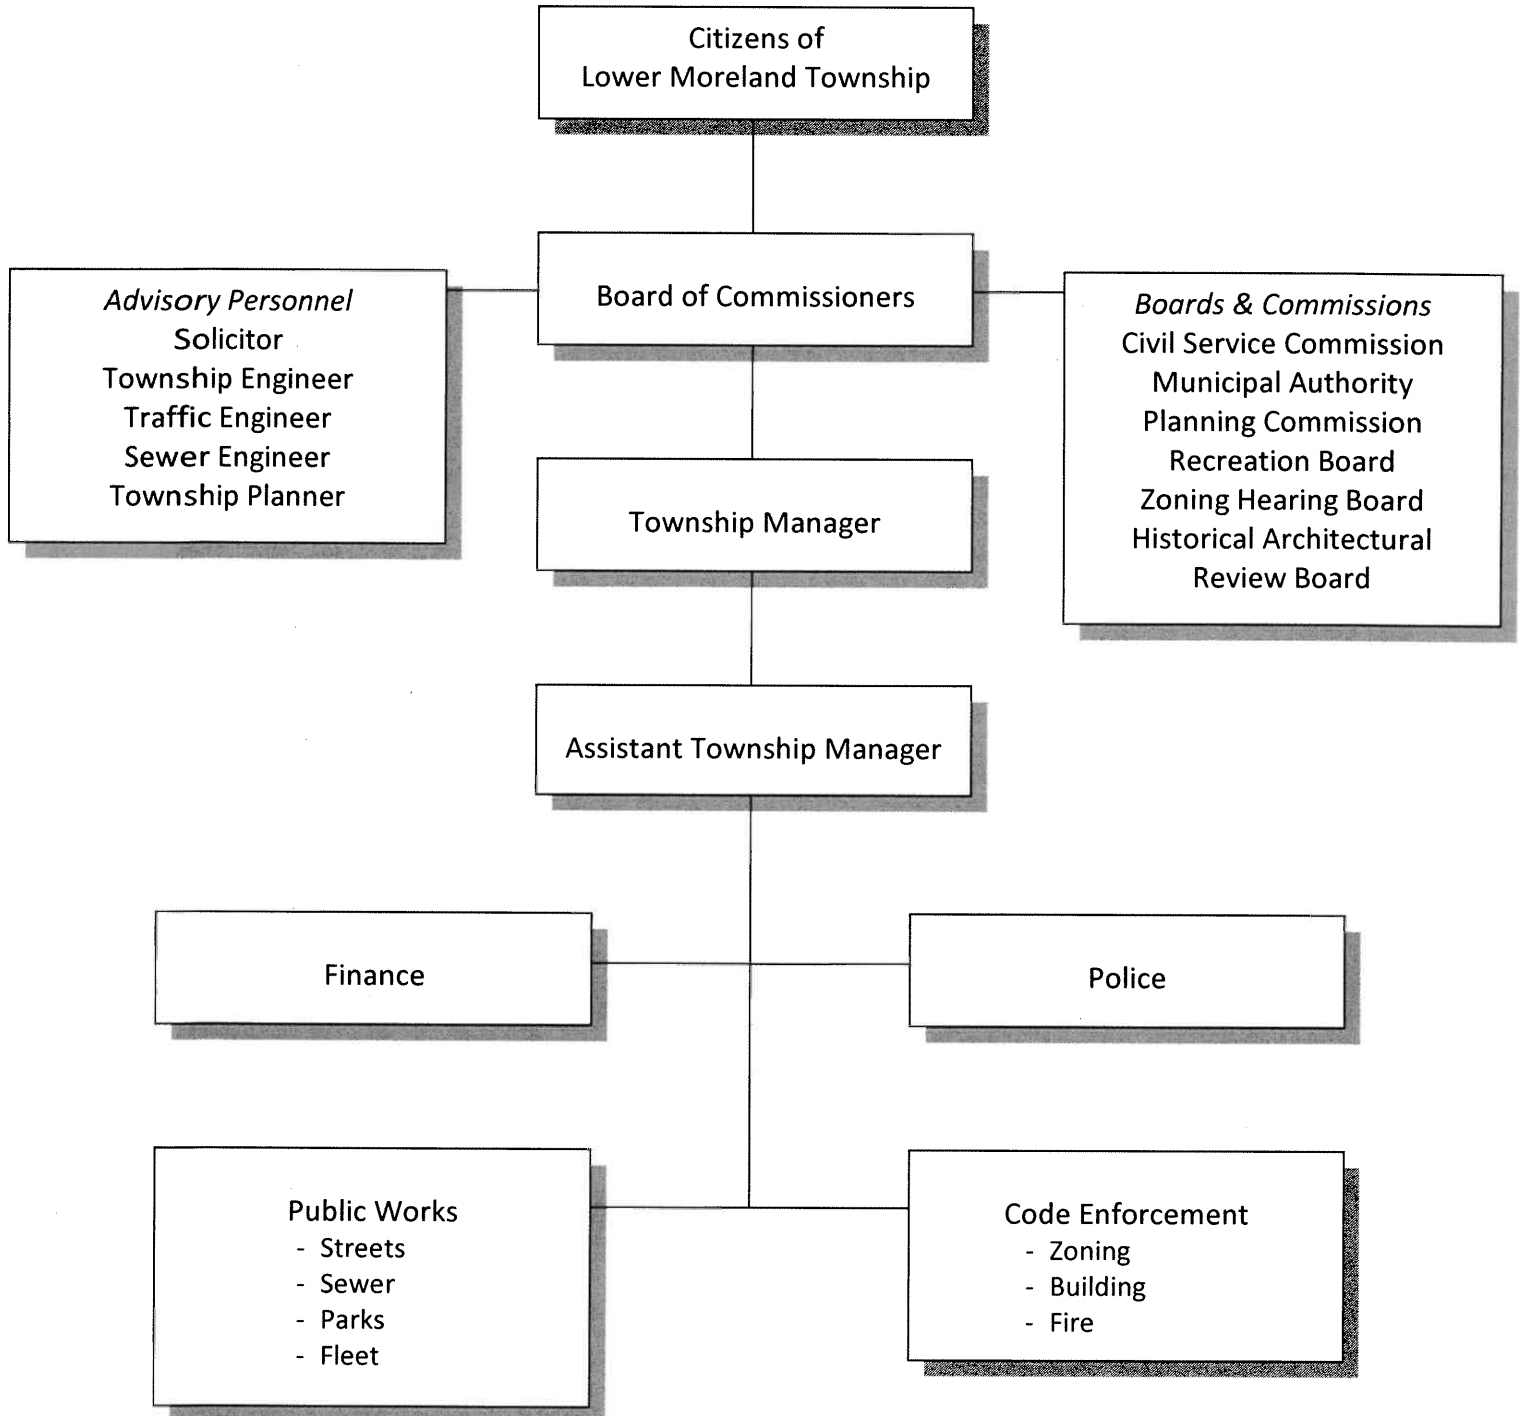 Citizens of
Lower Moreland Township
Board of Commissioners
Advisory Personnel
Solicitor
Township Engineer
Traffic Engineer
Sewer Engineer
Township Planner
Boards & Commissions
Civil Service Commission
Municipal Authority
Planning Commission
Recreation Board
Zoning Hearing Board
Historical Architectural
Review Board
Township Manager
Assistant Township Manager
Finance
Police
Public Works
- Streets
- Sewer
- Parks
- Fleet
Code Enforcement
- Zoning
- Building
- Fire